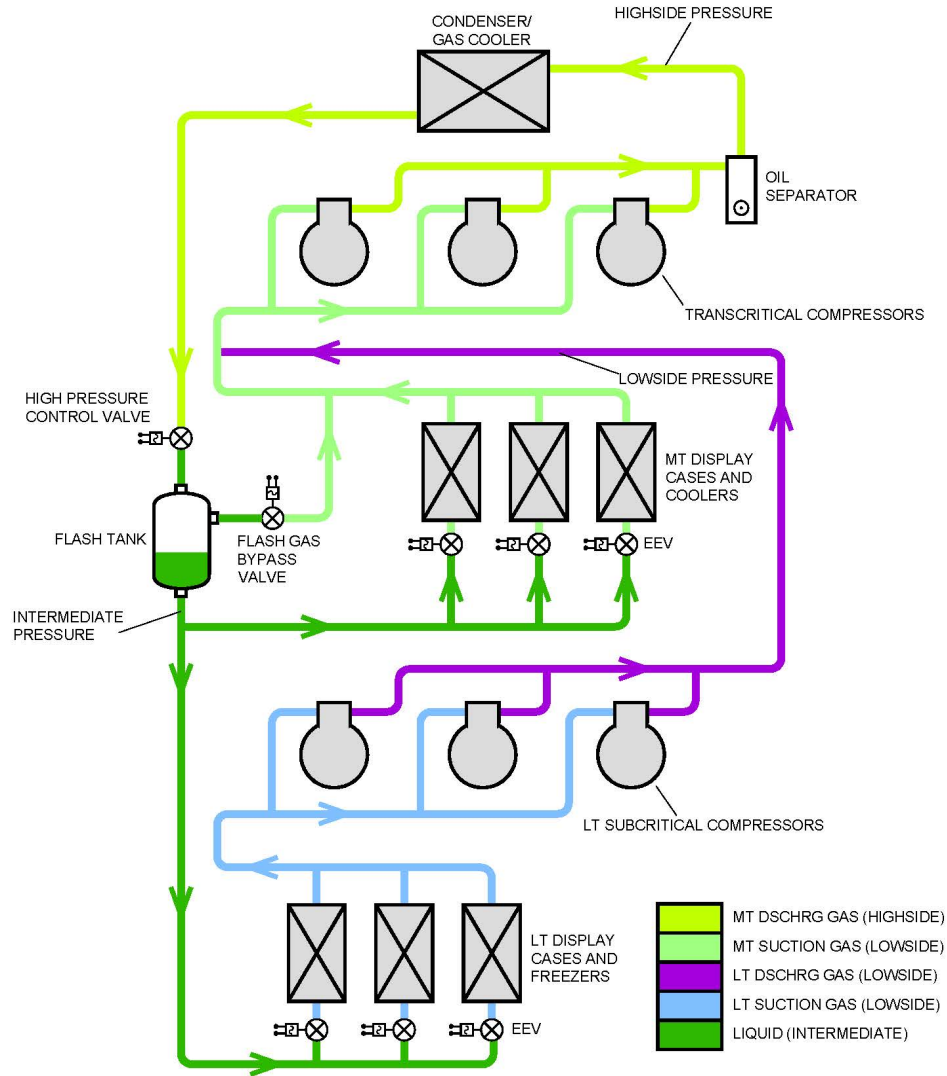 HIGHSIDE PRESSURE
CONDENSER/
GAS COOLER
OIL
SEPARATOR
TRANSCRITICAL COMPRESSORS
LOWSIDE PRESSURE
HIGH PRESSURE
CONTROL VALVE
MT DISPLAY
CASES AND
COOLERS
FLASH TANK
FLASH GAS
BYPASS
VALVE
EEV
INTERMEDIATE
PRESSURE
LT SUBCRITICAL COMPRESSORS
LT DISPLAY
CASES AND
FREEZERS
EEV
MT DSCHRG GAS (HIGHSIDE)
MT SUCTION GAS (LOWSIDE)
LT DSCHRG GAS (LOWSIDE)
LT SUCTION GAS (LOWSIDE)
LIQUID (INTERMEDIATE)